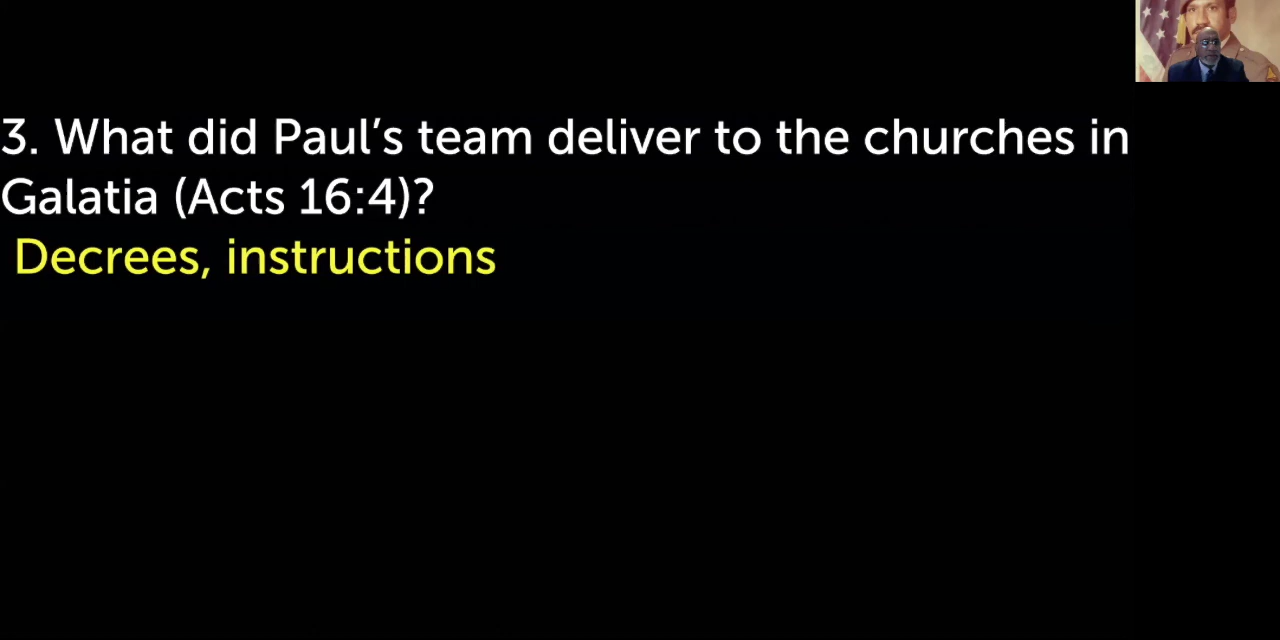 3. What did Paul’s team deliver to the churches in
Galatia (Acts 16:4)?
Decrees, instructions